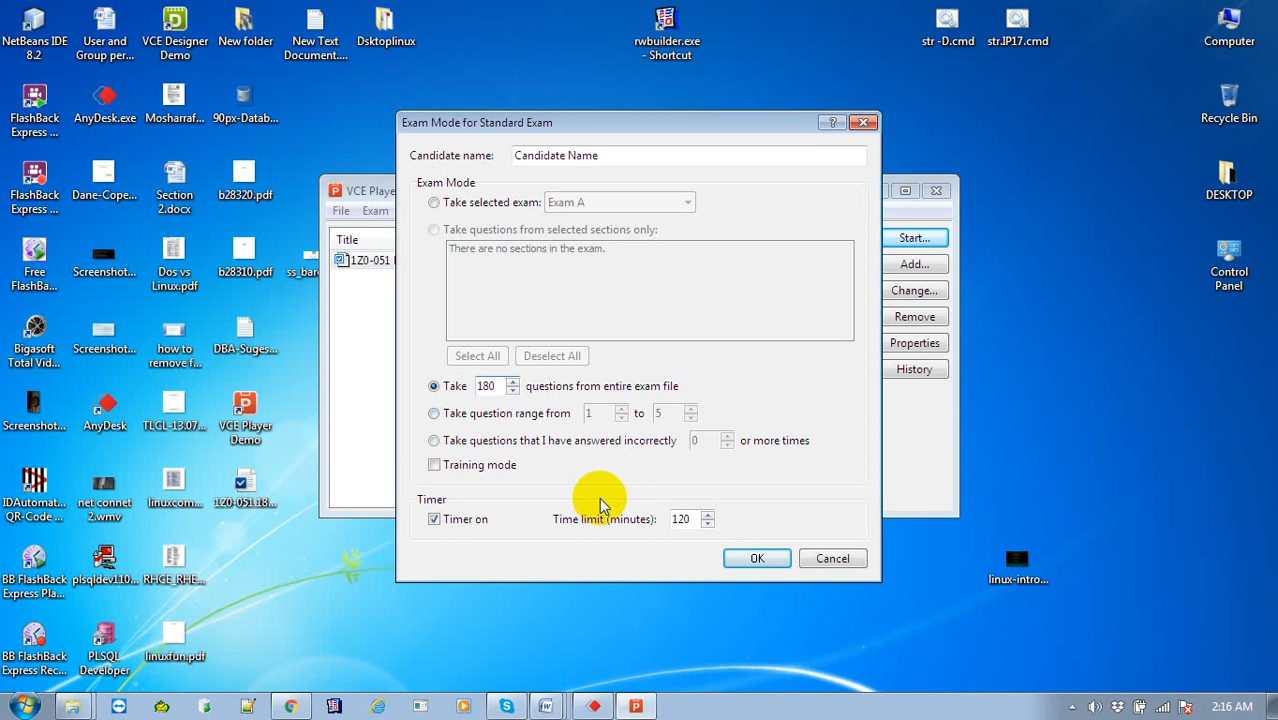 NetBeans IDE
8.2
User and
Group per...
VCE Designer
Demo
New folder
New Text
Document....
Dsktoplinux
rwbuilder.exe
- Shortcut
str -D.cmd
str.IP17.cmd
Computer
FlashBack
Express ...
AnyDesk.exe
Mosharraf...
90px-Datab...
Recycle Bin
FlashBack
Express ...
Dane-Cope...
Section
2.docx
b28320.pdf
DESKTOP
Free
FlashBa...
Screenshot...
Dos vs
Linux.pdf
b28310.pdf
ss_bar
Control
Panel
Bigasoft
Total Vid...
Screenshot...
how to
remove f...
DBA-Suges...
Screenshot...
AnyDesk
TLCL-13.07...
VCE Player
Demo
IDAutomat...
QR-Code ...
net connet
2.wmv
linuxcom...
1Z0-051.18...
BB FlashBack
Express Pla...
plsqldev110...
RHCE_RHE...
linux-intro...
BB FlashBack
Express Rec...
PLSQL
Developer
linuxfun.pdf
VCE Playe
File
Exam
Title
1Z0-051
Start...
Add...
Change...
Remove
Properties
History
Exam Mode for Standard Exam
Candidate name:
Candidate Name
Exam Mode
Take selected exam:
Exam A
Take questions from selected sections only:
There are no sections in the exam.
Select All
Deselect All
Take
180
questions from entire exam file
Take question range from
1
to
5
Take questions that I have answered incorrectly
0
or more times
Training mode
Timer
Timer on
Time limit (minutes):
120
OK
Cancel
2:16 AM